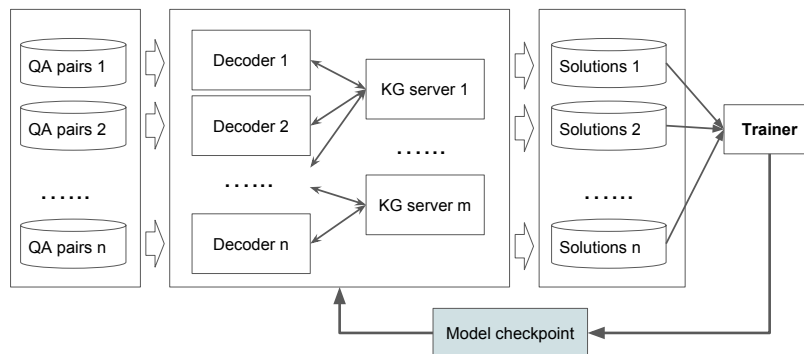 QA pairs 1
QA pairs 2
......
QA pairs n
Decoder 1
Decoder 2
......
Decoder n
KG server 1
......
KG server m
Solutions 1
Solutions 2
......
Solutions n
Trainer
Model checkpoint